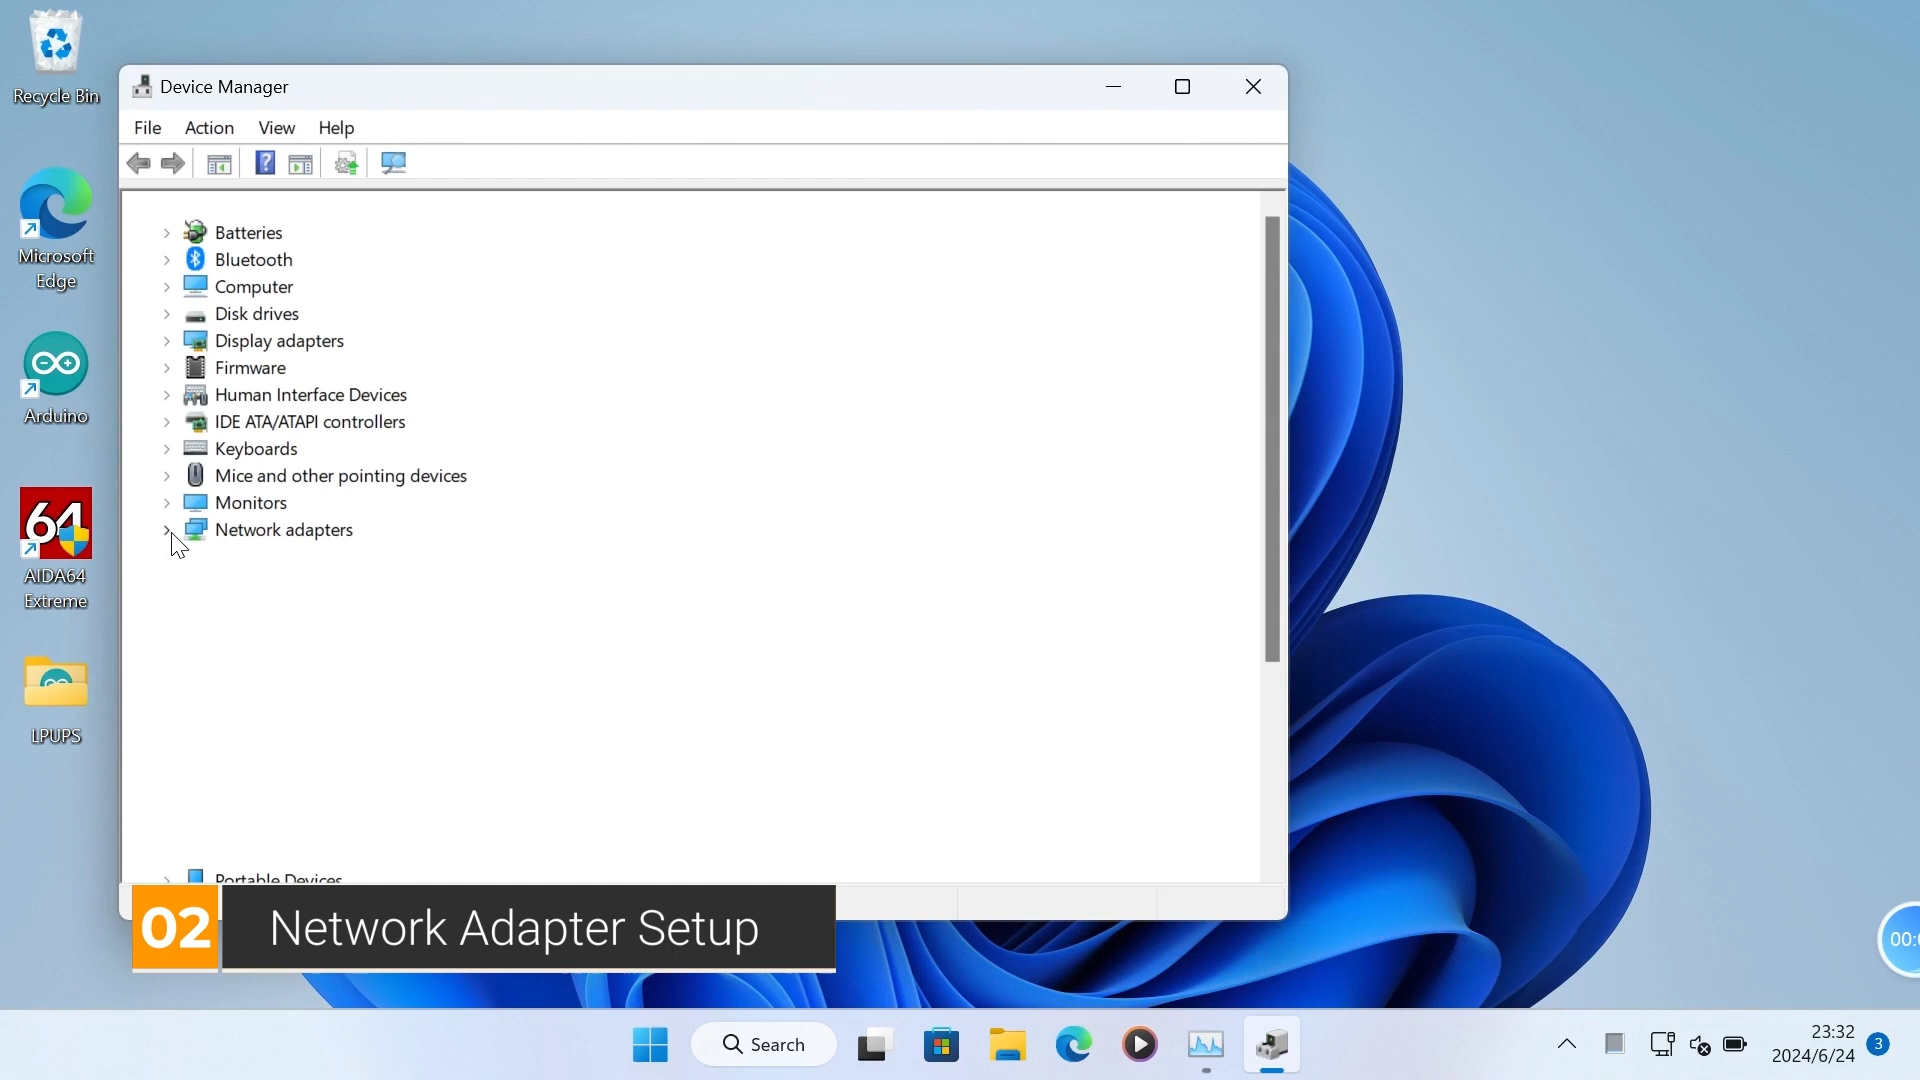 Recycle Bin
Microsoft
Edge
Arduino
64
AIDA64
Extreme
LPUPS
Device Manager
File Action View Help
Batteries
Bluetooth
Computer
Disk drives
Display adapters
Firmware
Human Interface Devices
IDE ATA/ATAPI controllers
Keyboards
Mice and other pointing devices
Monitors
Network adapters
Portable Devices
02 Network Adapter Setup
Search
23:32
2024/6/24
3